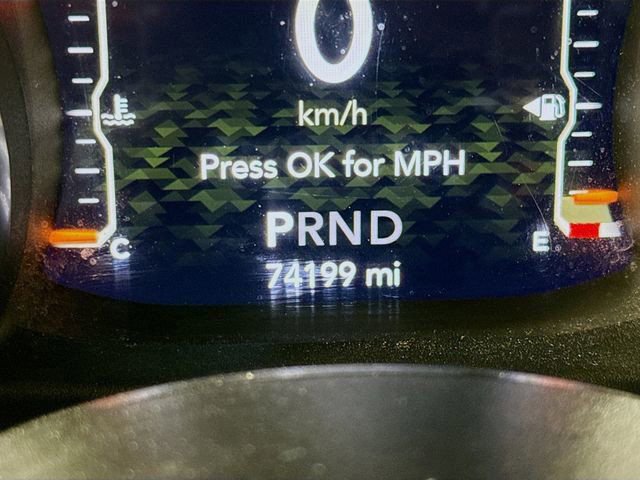 0
km/h
Press OK for MPH
PRND
C
E
74199 mi